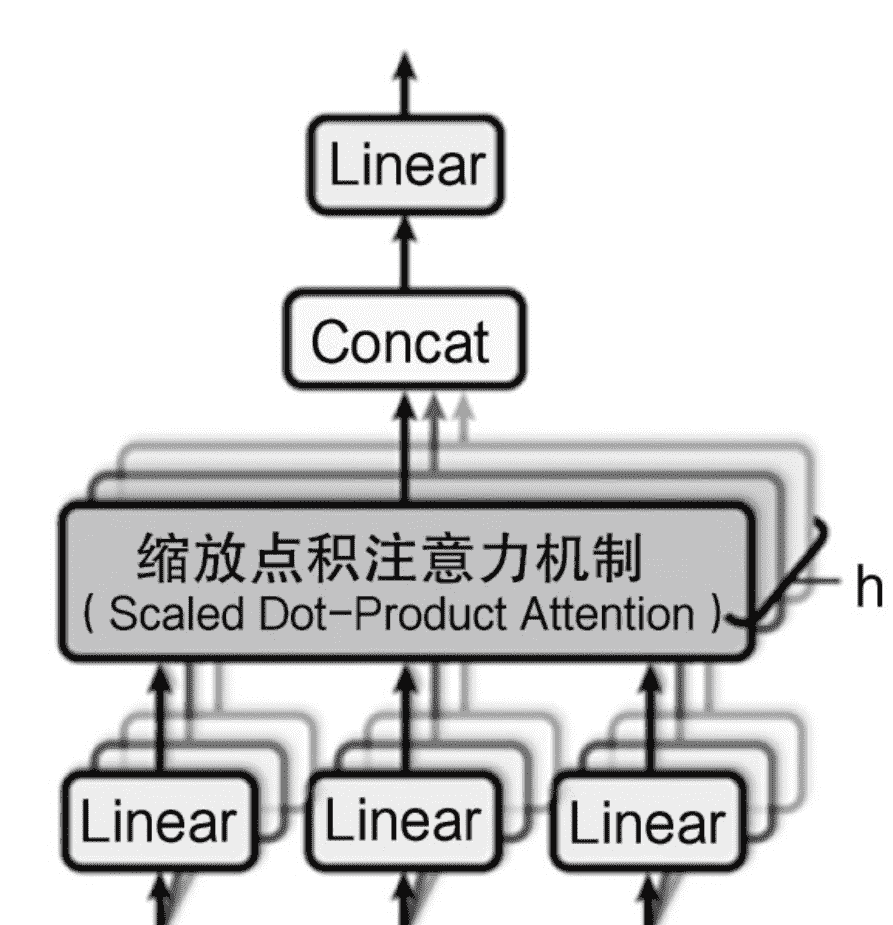 Linear
Concat
缩放点积注意力机制
( Scaled Dot-Product Attention )
h
Linear Linear Linear